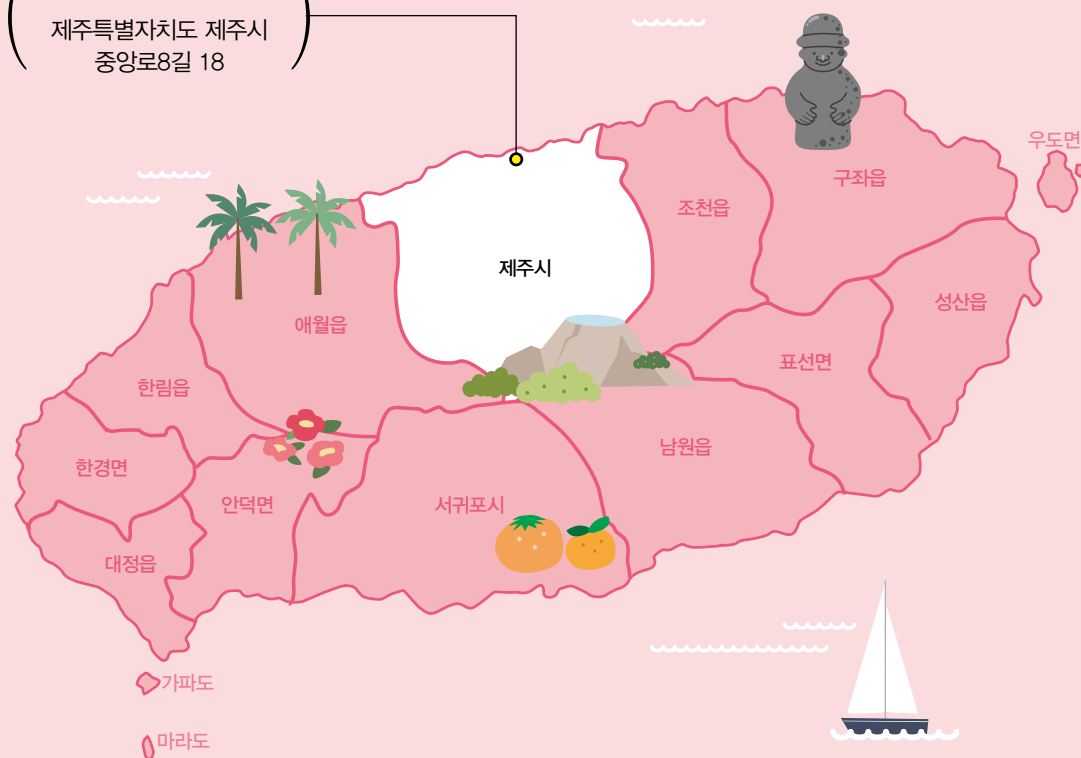 제주특별자치도 제주시
중앙로8길 18
우도면
구좌읍
조천읍
제주시
성산읍
애월읍
표선면
한림읍
남원읍
한경면
안덕면
서귀포시
대정읍
가파도
마라도